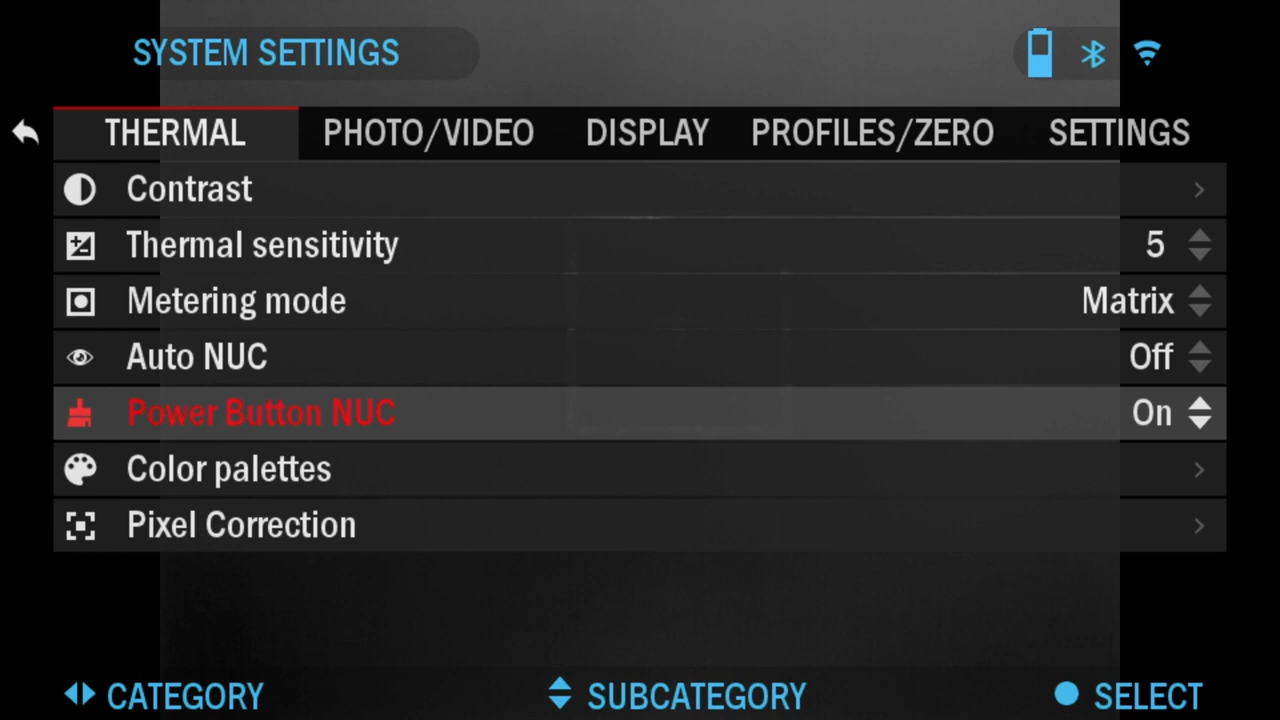 SYSTEM SETTINGS
THERMAL PHOTO/VIDEO DISPLAY PROFILES/ZERO SETTINGS
Contrast
Thermal sensitivity 5
Metering mode Matrix
Auto NUC Off
Power Button NUC On
Color palettes
Pixel Correction
CATEGORY SUBCATEGORY SELECT